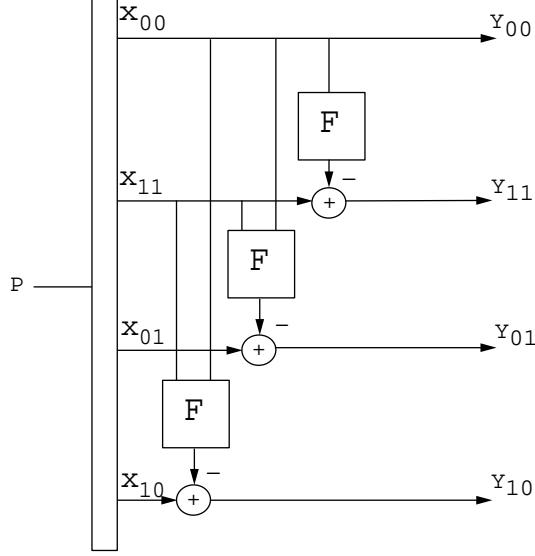 X00 Y00
F
−
X11 + Y11
F
P
−
X01 + Y01
F
−
X10 + Y10